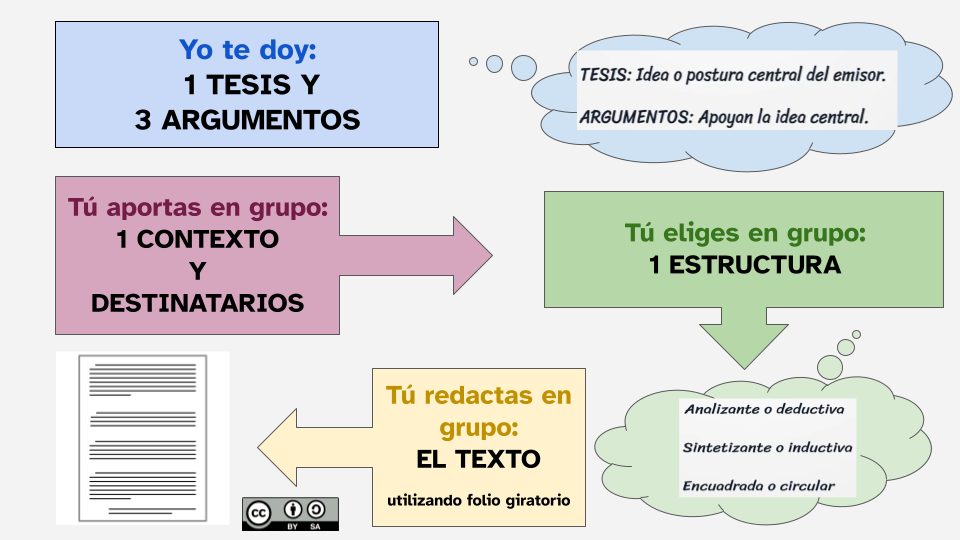 Yo te doy:
1 TESIS Y
3 ARGUMENTOS
TESIS: Idea o postura central del emisor.
ARGUMENTOS: Apoyan la idea central.
Tú aportas en grupo:
1 CONTEXTO
Y
DESTINATARIOS
Tú eliges en grupo:
1 ESTRUCTURA
Analizante o deductiva
Sintetizante o inductiva
Encuadrada o circular
Tú redactas en
grupo:
EL TEXTO
utilizando folio giratorio
cc
BY SA